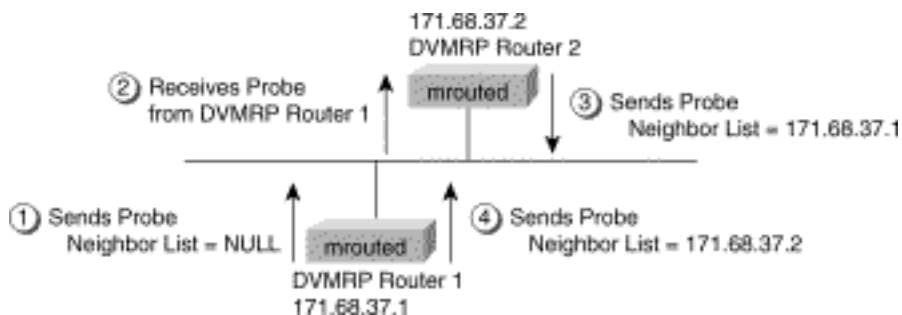 171.68.37.2
DVMRP Router 2
mrouted
2 Receives Probe
from DVMRP Router 1
3 Sends Probe
Neighbor List = 171.68.37.1
1 Sends Probe
Neighbor List = NULL
mrouted
DVMRP Router 1
171.68.37.1
4 Sends Probe
Neighbor List = 171.68.37.2